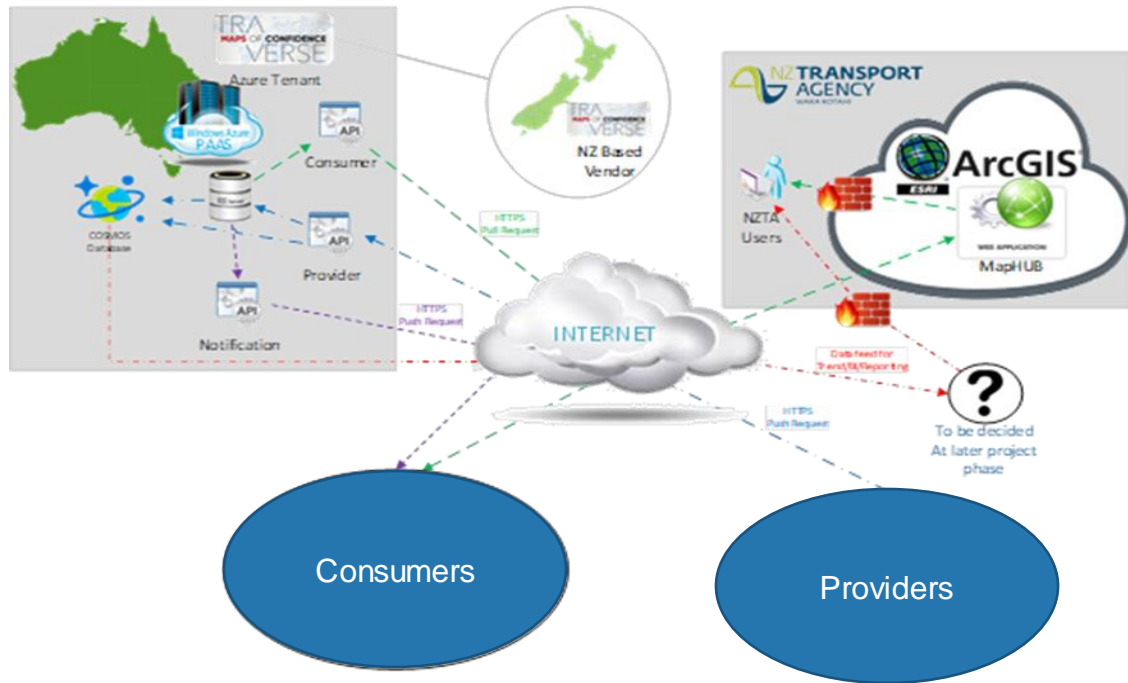 TRA
MAPS OF CONFIDENCE
VERSE
Azure Tenant
Windows Azure
PAAS
API
Consumer
COSMOS
Database
API
Provider
API
Notification
TRA
MAPS OF CONFIDENCE
VERSE
NZ Based
Vendor
HTTPS
Pull Request
HTTPS
Push Request
INTERNET
NZ TRANSPORT
AGENCY
WAKA KOTAHI
ESRI
ArcGIS
NZTA
Users
WEB APPLICATION
MapHUB
Data feed for
Trend/BI/Reporting
HTTPS
Push Request
?
To be decided
At later project
phase
Consumers
Providers